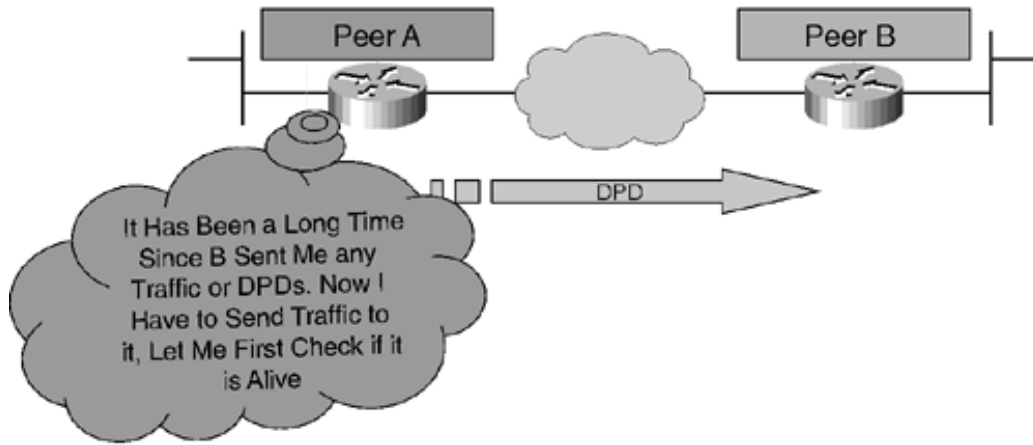 Peer A
Peer B
DPD
It Has Been a Long Time
Since B Sent Me any
Traffic or DPDs. Now I
Have to Send Traffic to
it, Let Me First Check if it
is Alive